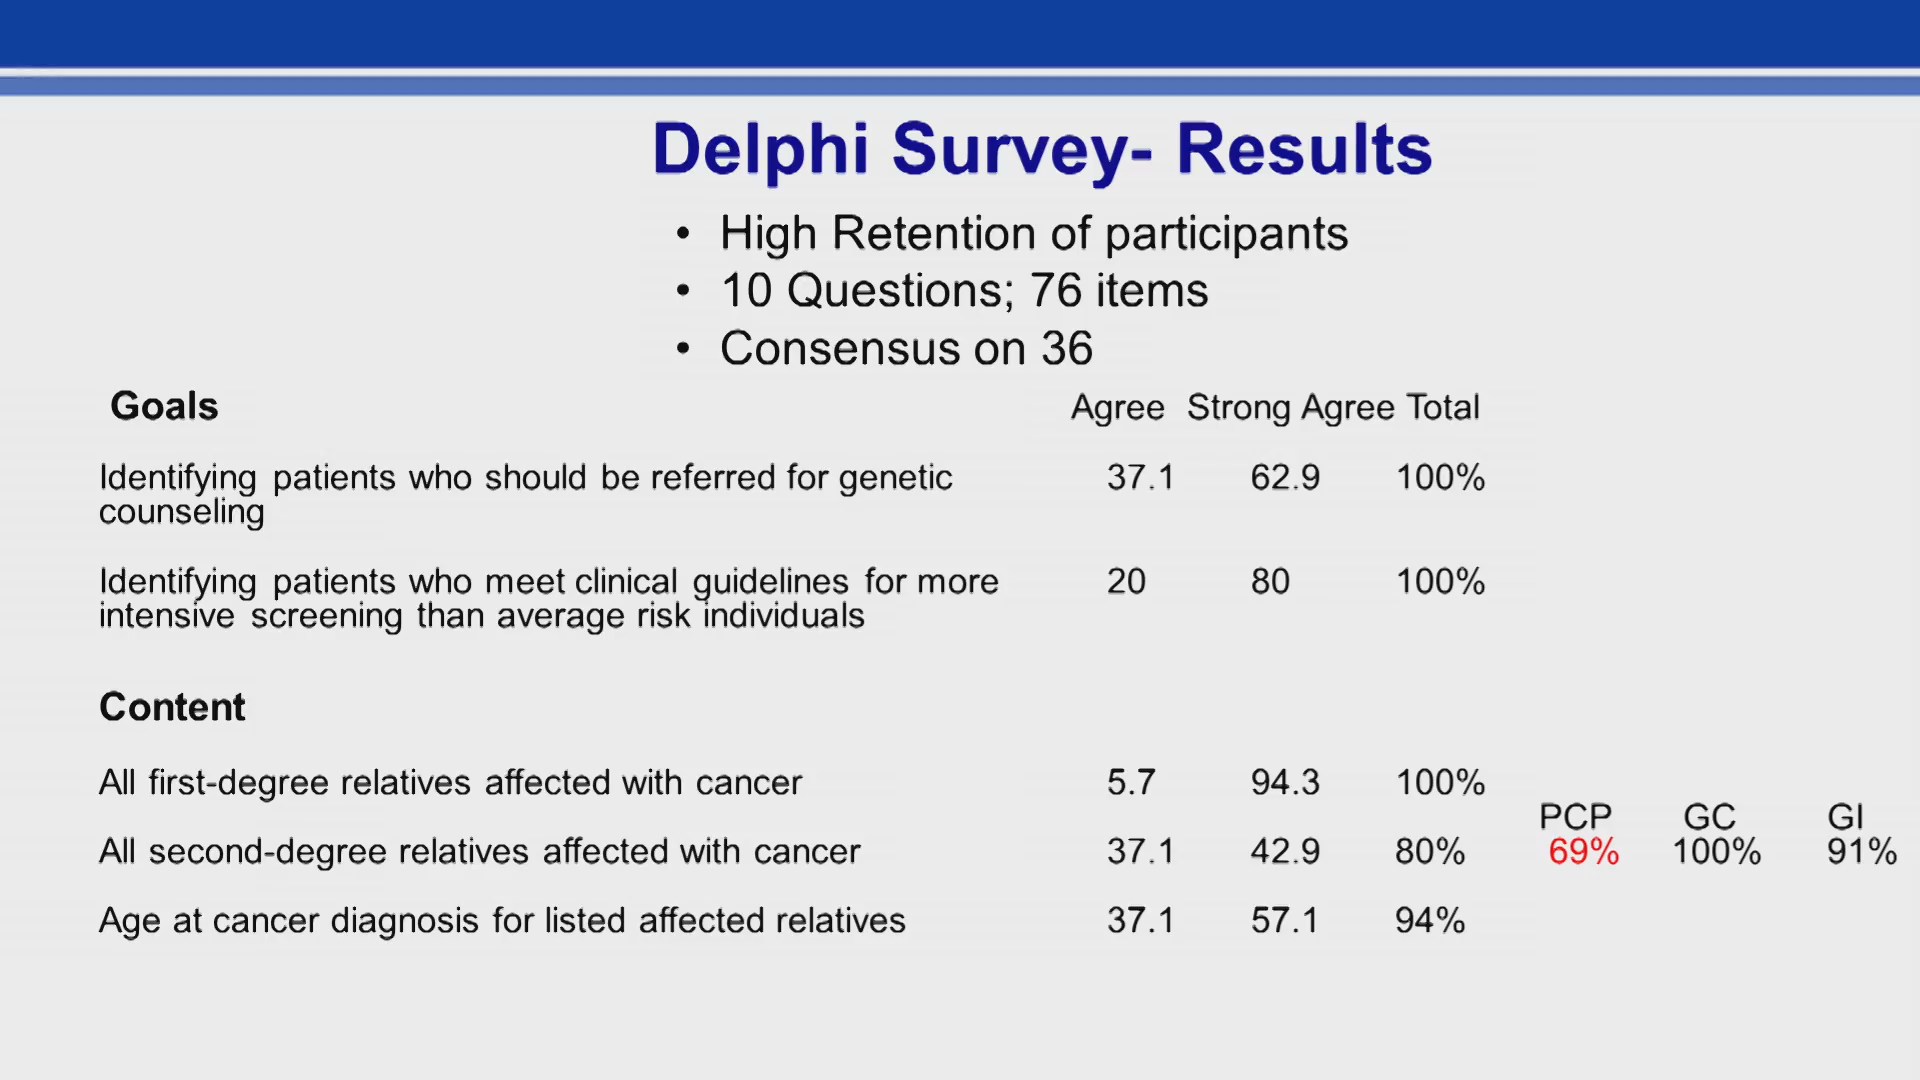 Delphi Survey- Results
• High Retention of participants
• 10 Questions; 76 items
• Consensus on 36
Goals Agree Strong Agree Total
Identifying patients who should be referred for genetic 37.1 62.9 100%
counseling
Identifying patients who meet clinical guidelines for more 20 80 100%
intensive screening than average risk individuals
Content
All first-degree relatives affected with cancer 5.7 94.3 100%
PCP GC GI
All second-degree relatives affected with cancer 37.1 42.9 80% 69% 100% 91%
Age at cancer diagnosis for listed affected relatives 37.1 57.1 94%